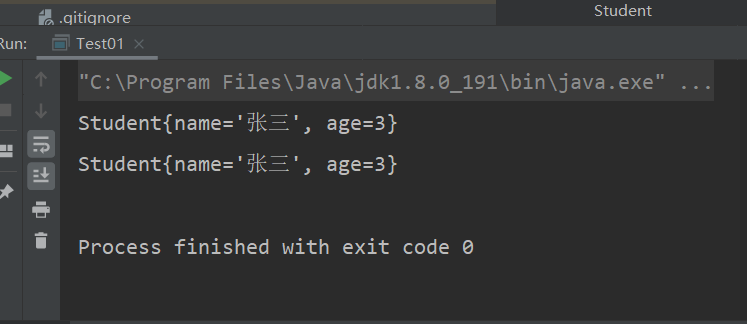 .gitignore
Student
Run:
Test01
"C:\Program Files\Java\jdk1.8.0_191\bin\java.exe" ...
Student{name='张三', age=3}
Student{name='张三', age=3}
Process finished with exit code 0